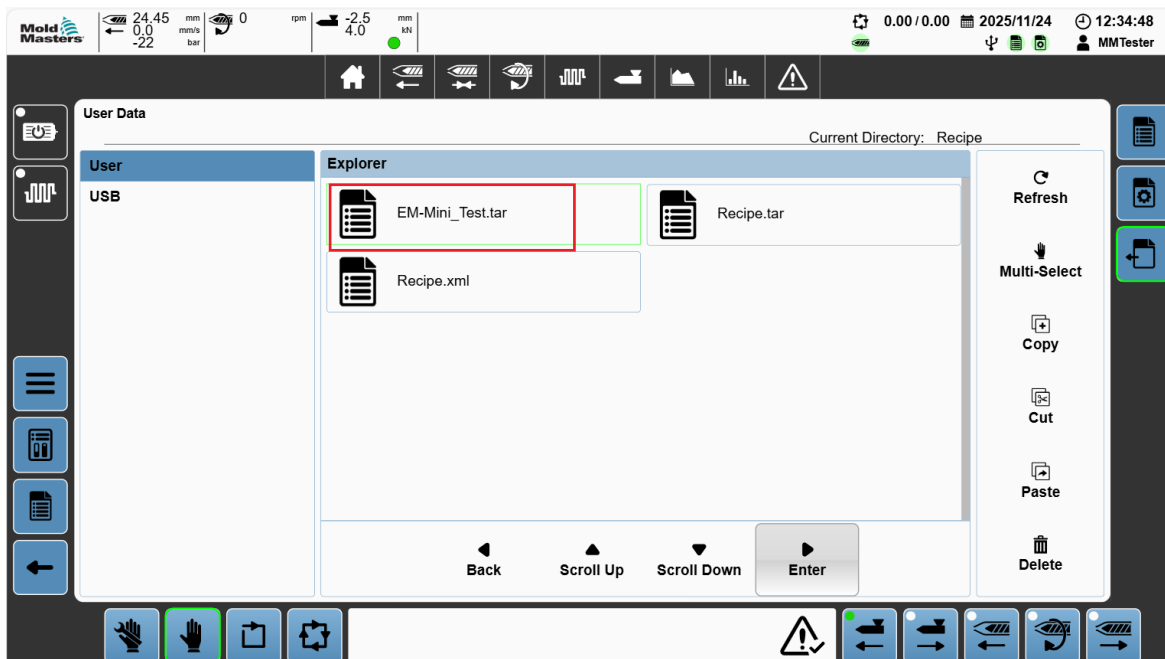 Mold
Masters
24.45 mm
0.0 mm/s
-22 bar
0 rpm
-2.5 mm
4.0 kN
0.00 / 0.00
2025/11/24
12:34:48
MMTester
User Data
Current Directory: Recipe
User
USB
Explorer
EM-Mini_Test.tar
Recipe.tar
Recipe.xml
Back
Scroll Up
Scroll Down
Enter
Refresh
Multi-Select
Copy
Cut
Paste
Delete